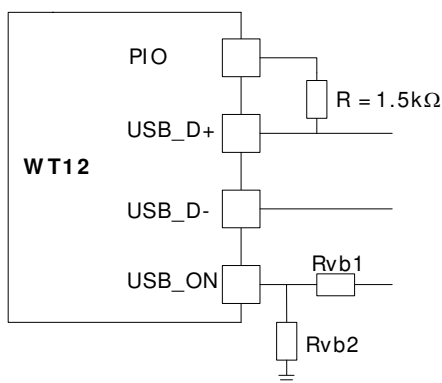 PIO
R = 1.5kΩ
USB_D+
WT12
USB_D-
USB_ON
Rvb1
Rvb2